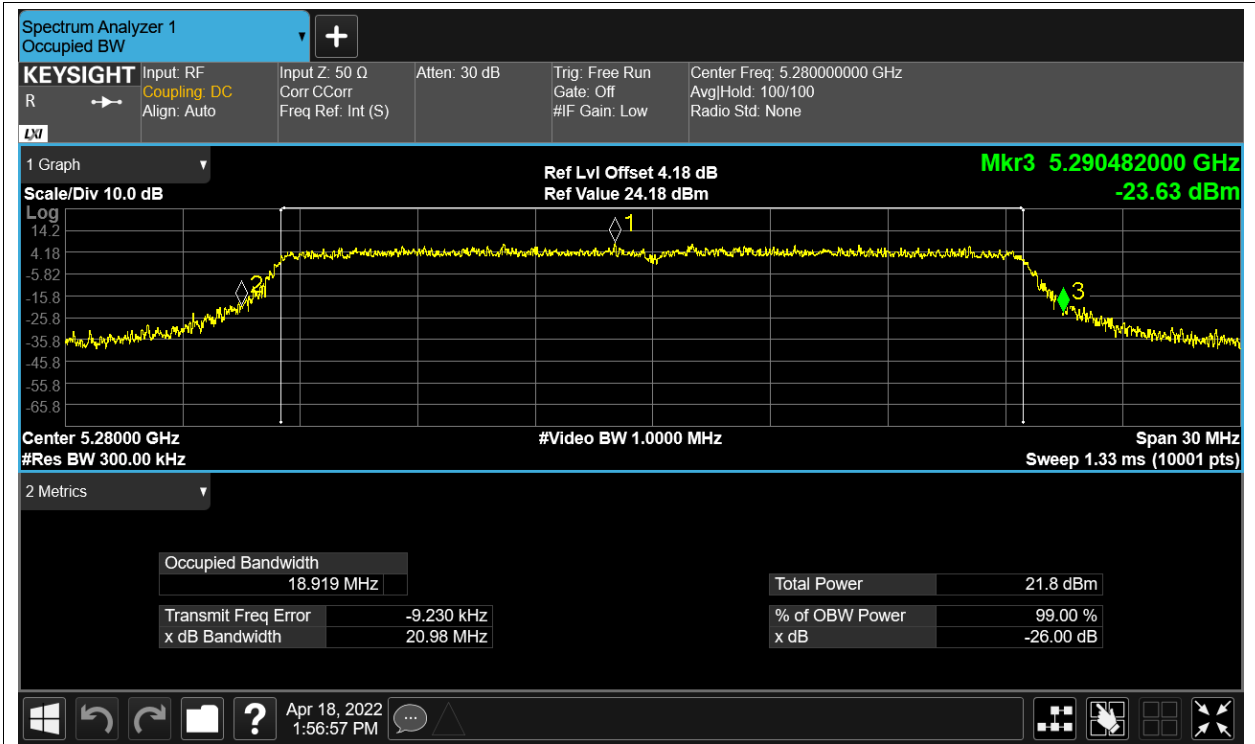 Spectrum Analyzer 1
Occupied BW
KEYSIGHT
R
LXI
Input: RF
Coupling: DC
Align: Auto
Input Z: 50 Ω
Corr CCorr
Freq Ref: Int (S)
Atten: 30 dB
Trig: Free Run
Gate: Off
#IF Gain: Low
Center Freq: 5.280000000 GHz
Avg|Hold: 100/100
Radio Std: None
1 Graph
Scale/Div 10.0 dB
Ref Lvl Offset 4.18 dB
Ref Value 24.18 dBm
Mkr3 5.290482000 GHz
-23.63 dBm
Log
14.2
4.18
-5.82
-15.8
-25.8
-35.8
-45.8
-55.8
-65.8
1
2
3
Center 5.28000 GHz
#Res BW 300.00 kHz
#Video BW 1.0000 MHz
Span 30 MHz
Sweep 1.33 ms (10001 pts)
2 Metrics
Occupied Bandwidth
18.919 MHz
Transmit Freq Error -9.230 kHz
x dB Bandwidth 20.98 MHz
Total Power 21.8 dBm
% of OBW Power 99.00 %
x dB -26.00 dB
?
Apr 18, 2022
1:56:57 PM